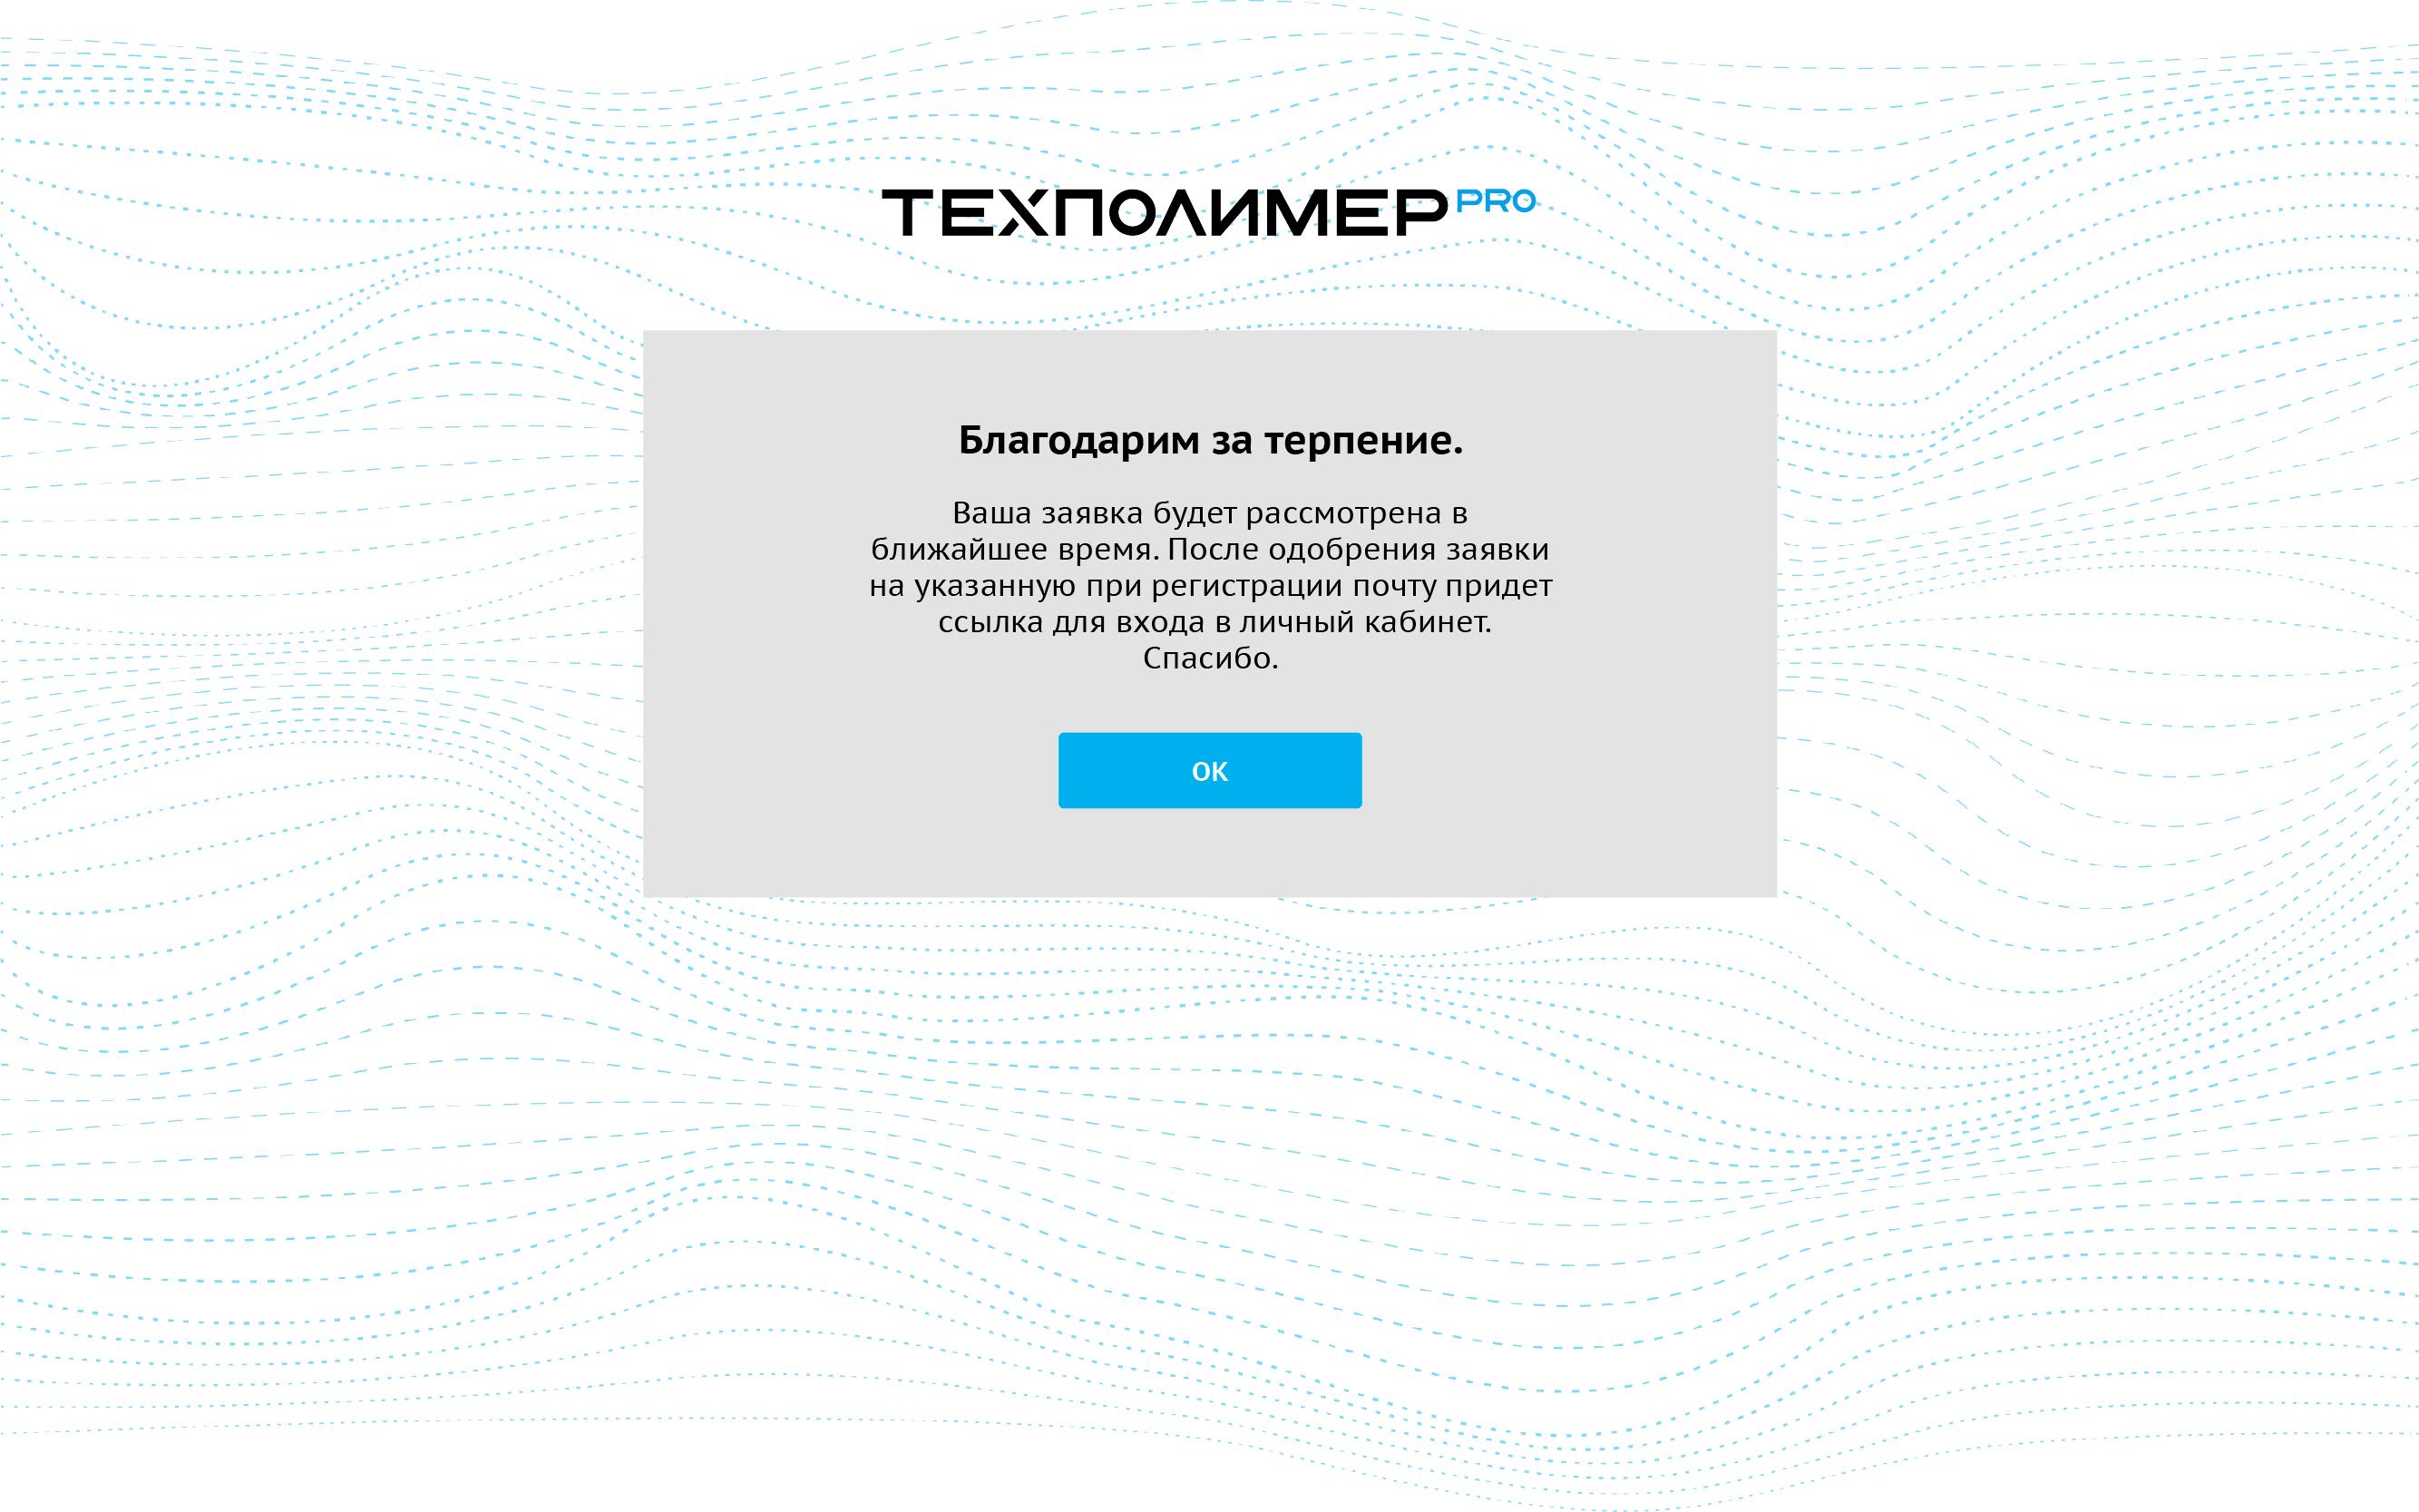 ТЕХПОЛИМЕР PRO
Благодарим за терпение.
Ваша заявка будет рассмотрена в
ближайшее время. После одобрения заявки
на указанную при регистрации почту придет
ссылка для входа в личный кабинет.
Спасибо.
ОК